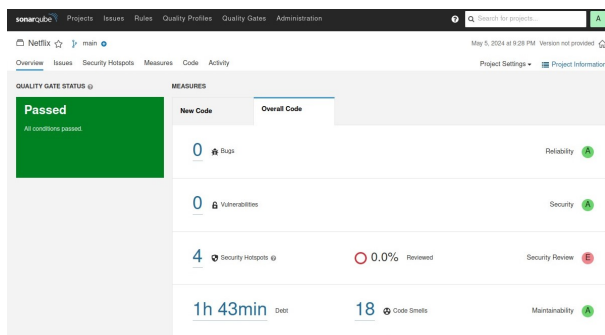 sonarqube Projects Issues Rules Quality Profiles Quality Gates Administration ? Search for projects... A
Netflix main May 5, 2024 at 9:28 PM Version not provided
Overview Issues Security Hotspots Measures Code Activity Project Settings Project Information
QUALITY GATE STATUS MEASURES
Passed
All conditions passed.
New Code Overall Code
0 Bugs Reliability A
0 Vulnerabilities Security A
4 Security Hotspots 0.0% Reviewed Security Review E
1h 43min Debt 18 Code Smells Maintainability A